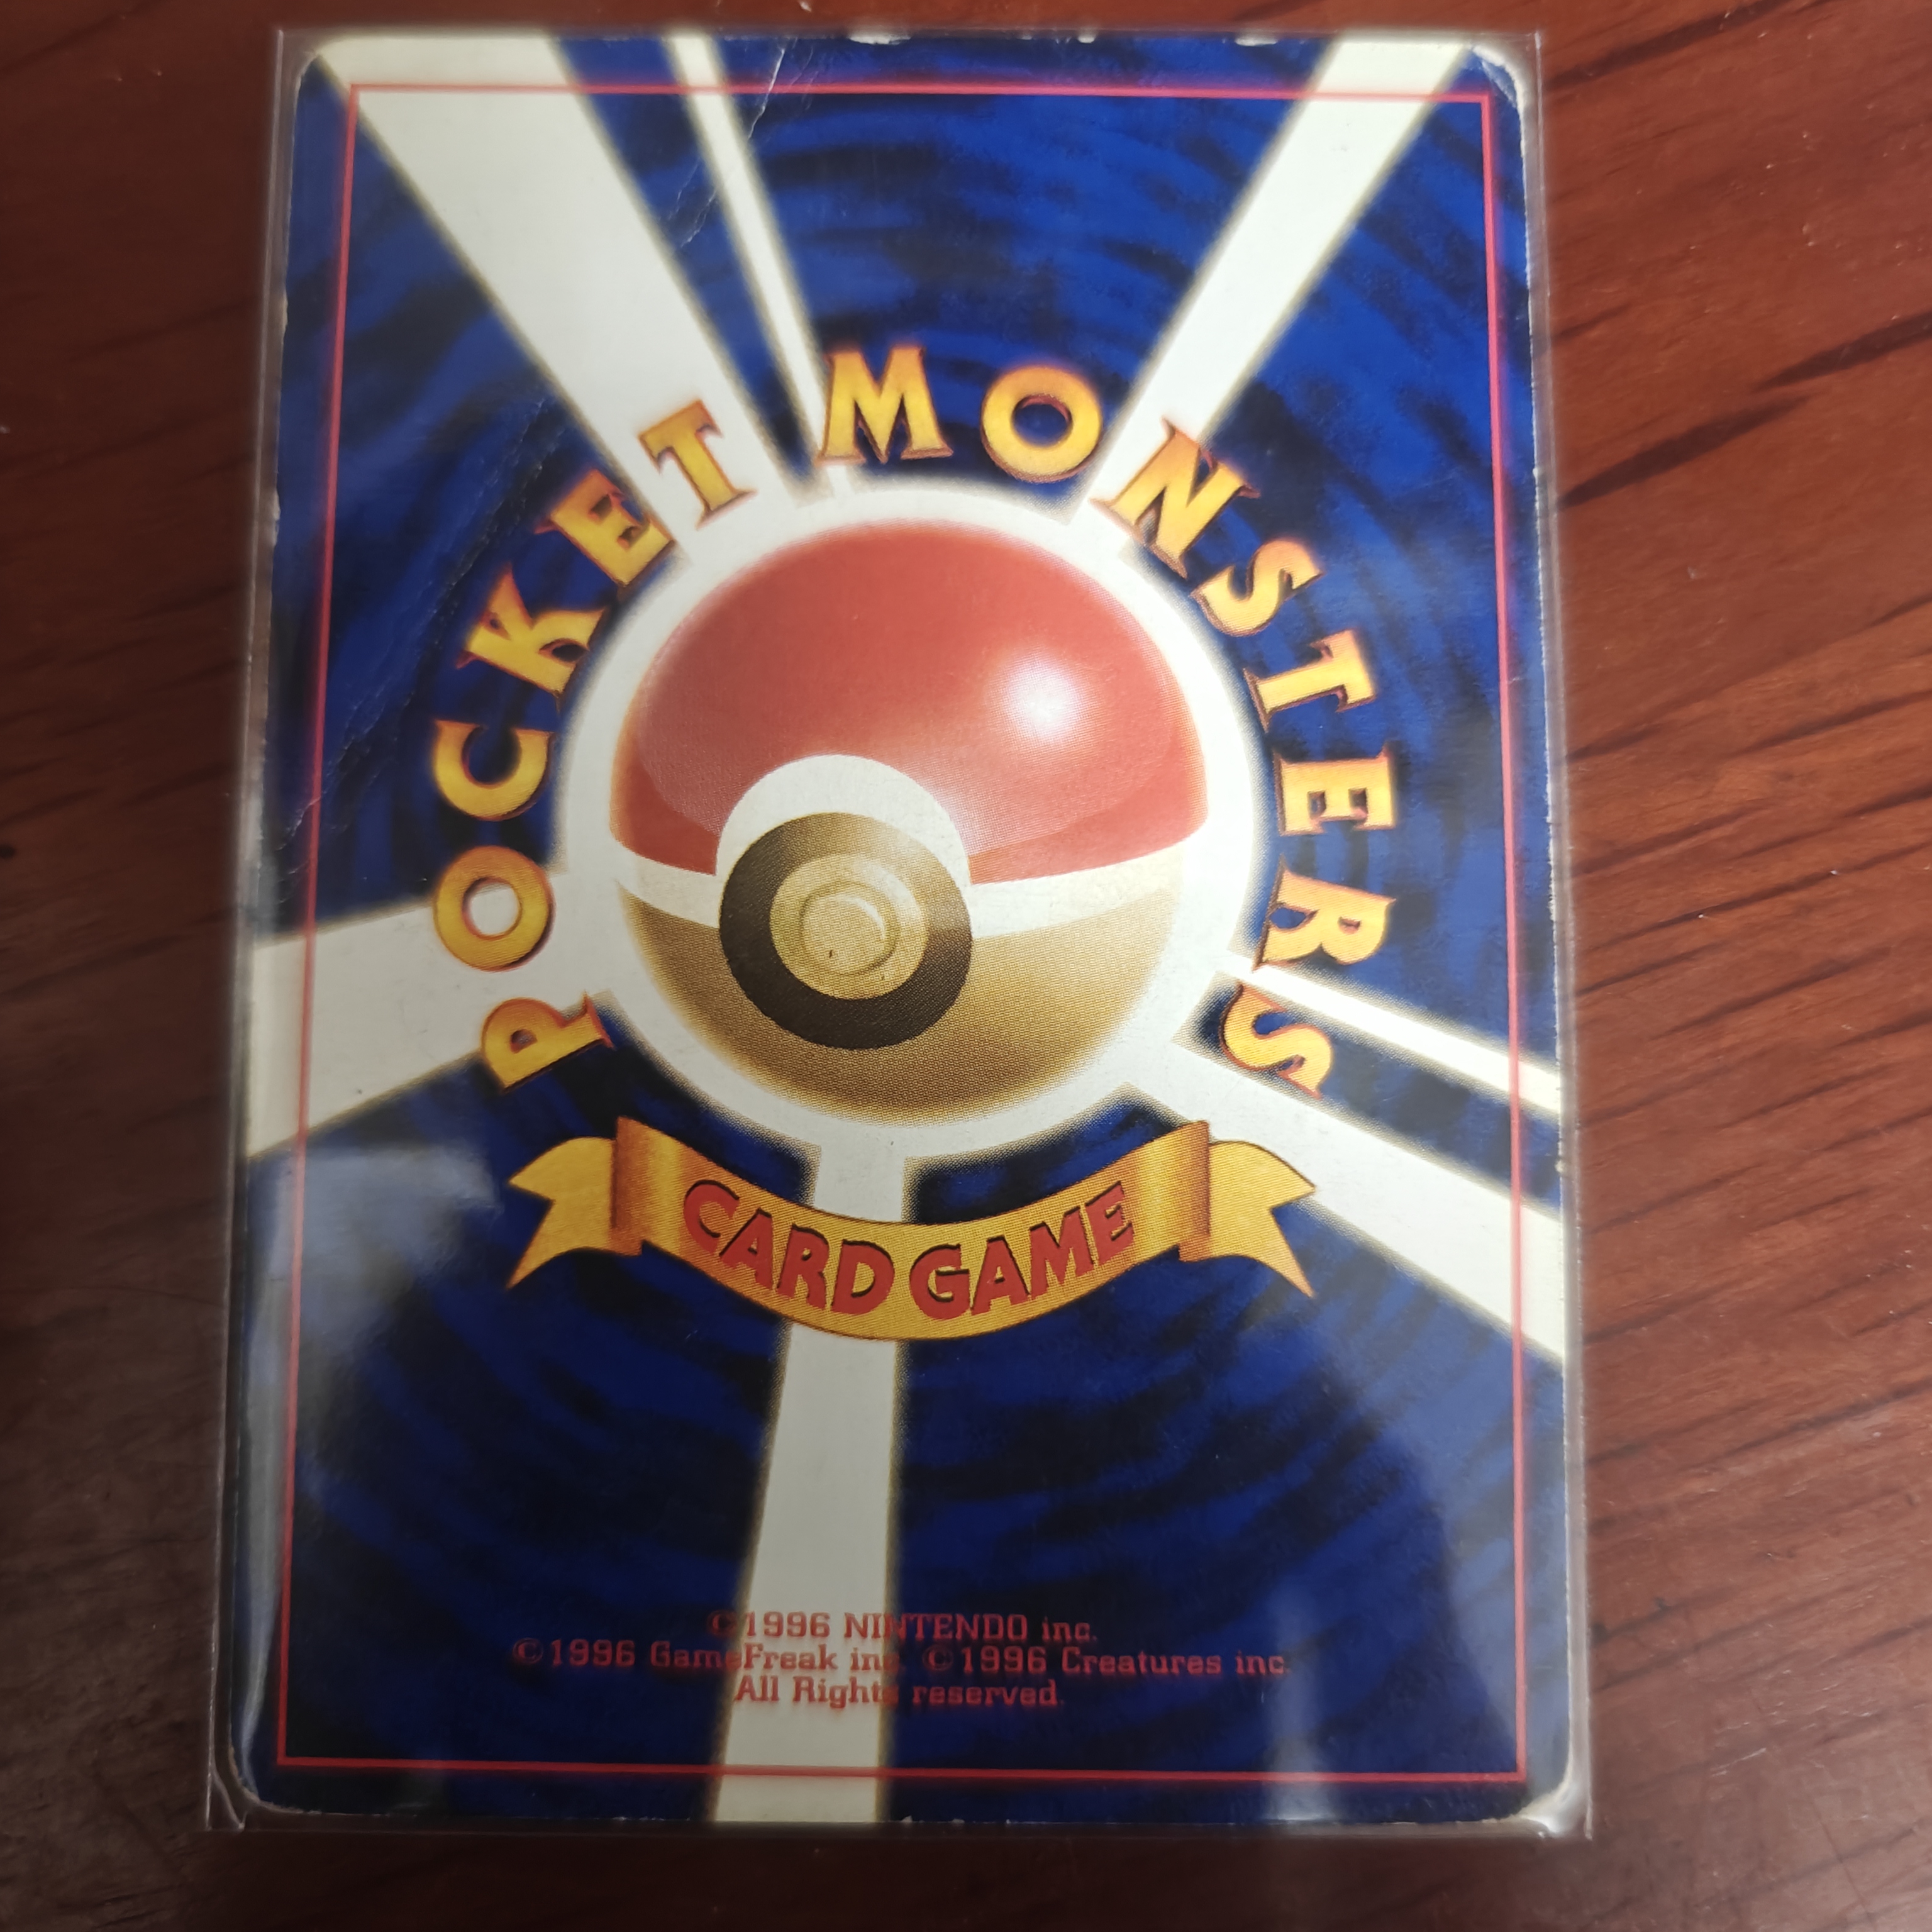 POCKET MONSTERS
CARD GAME
©1996 NINTENDO inc.
©1996 GameFreak inc. ©1996 Creatures inc.
All Rights reserved.